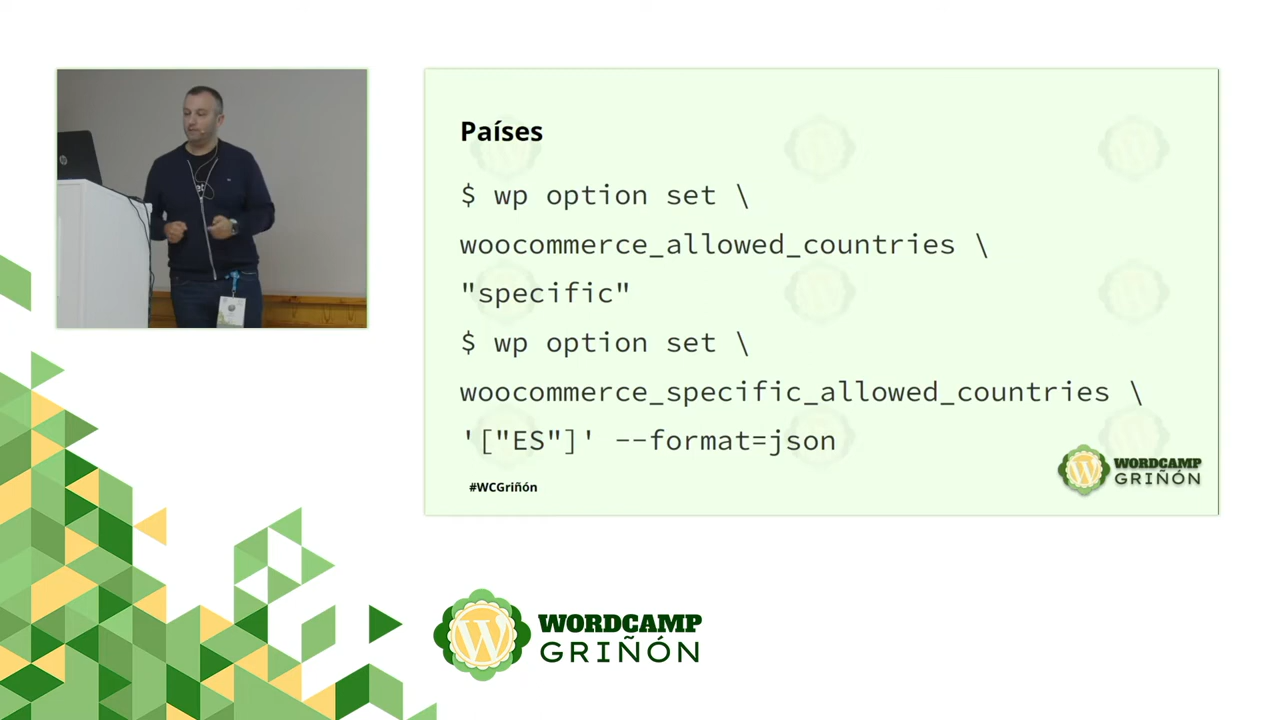 Países
$ wp option set \
woocommerce_allowed_countries \
"specific"
$ wp option set \
woocommerce_specific_allowed_countries \
'["ES"]' --format=json
#WCGriñón
WORDCAMP
GRIÑÓN
WORDCAMP
GRIÑÓN